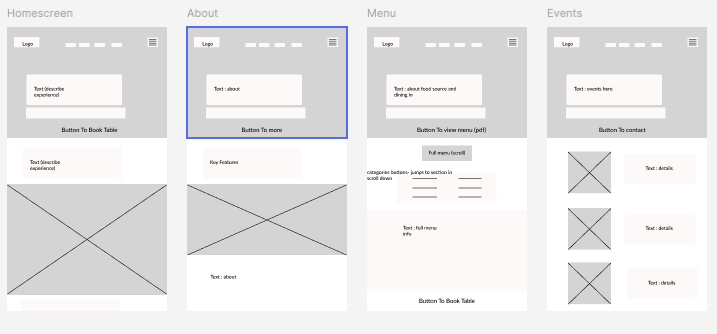 Homescreen
Logo
Text (describe
experience)
Button To Book Table
Text (describe
experience)
About
Logo
Text : about
Button To more
Key Features
Text : about
Menu
Logo
Text : about food source and
dining in
Button To view menu (pdf)
Full menu (scroll)
categories buttons- jumps to section in
scroll down
Text : full menu
info
Button To Book Table
Events
Logo
Text : events here
Button To contact
Text : details
Text : details
Text : details